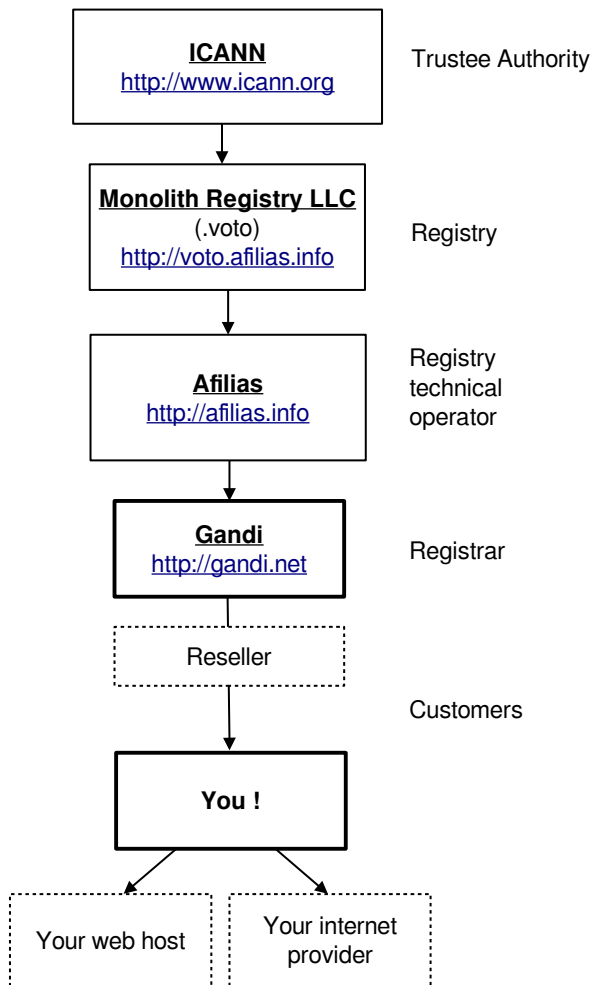 ICANN
http://www.icann.org
Trustee Authority
Monolith Registry LLC
(.voto)
http://voto.afilias.info
Registry
Afilias
http://afilias.info
Registry
technical
operator
Gandi
http://gandi.net
Registrar
Reseller
Customers
You !
Your web host
Your internet
provider